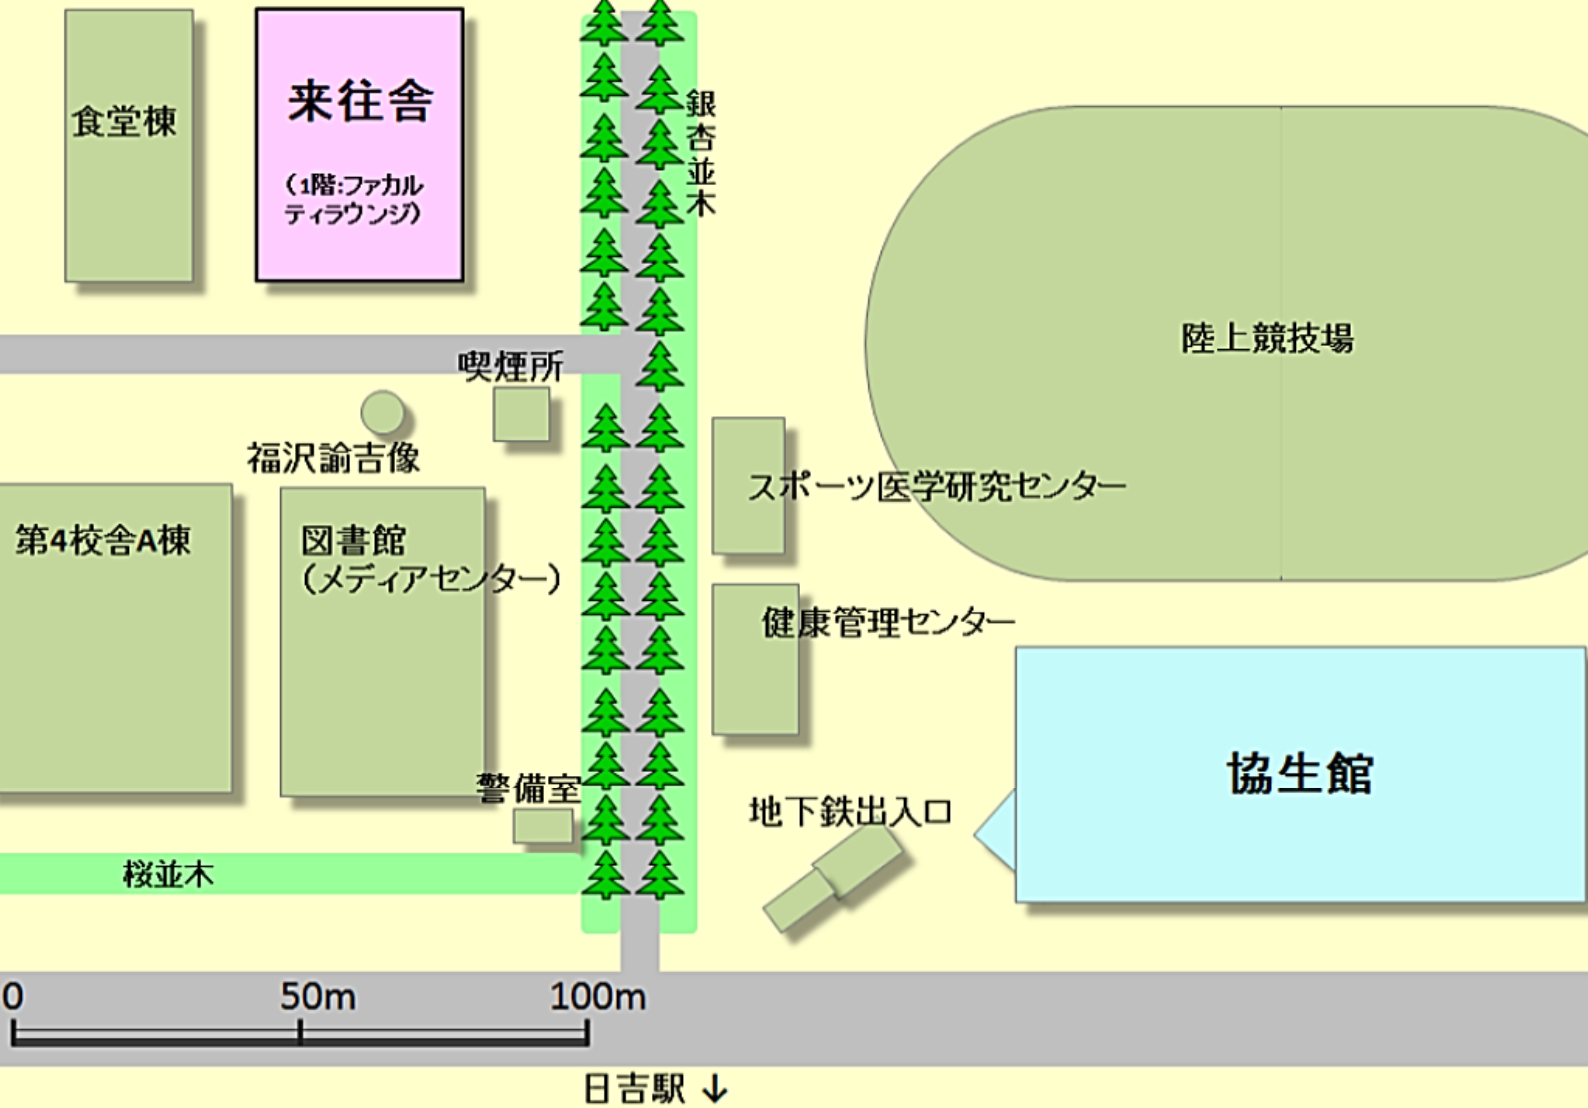 食堂棟
来往舎
（1階:ファカル
ティラウンジ）
銀杏並木
陸上競技場
喫煙所
福沢諭吉像
スポーツ医学研究センター
第4校舎A棟
図書館
（メディアセンター）
健康管理センター
協生館
警備室
地下鉄出入口
桜並木
0 50m 100m
日吉駅 ↓